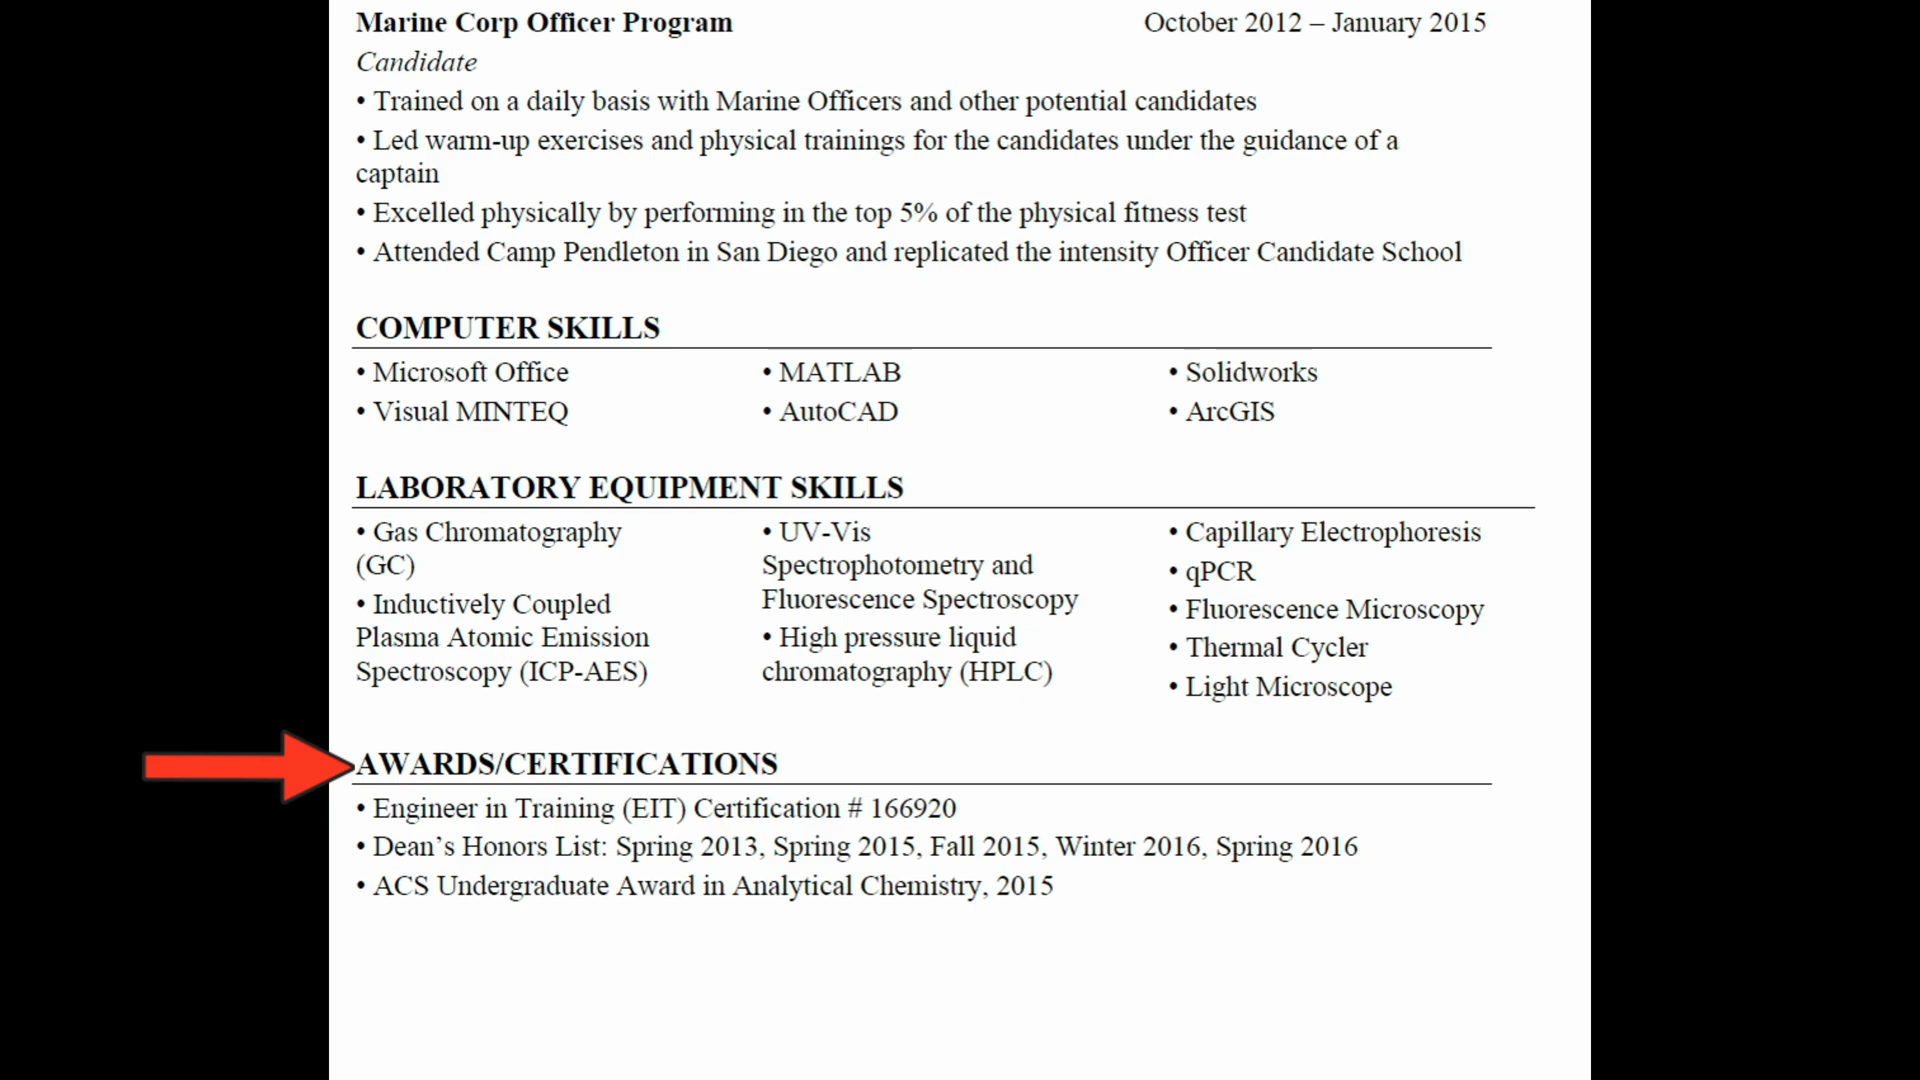 Marine Corp Officer Program October 2012 – January 2015
Candidate
• Trained on a daily basis with Marine Officers and other potential candidates
• Led warm-up exercises and physical trainings for the candidates under the guidance of a
captain
• Excelled physically by performing in the top 5% of the physical fitness test
• Attended Camp Pendleton in San Diego and replicated the intensity Officer Candidate School
COMPUTER SKILLS
• Microsoft Office
• Visual MINTEQ
• MATLAB
• AutoCAD
• Solidworks
• ArcGIS
LABORATORY EQUIPMENT SKILLS
• Gas Chromatography
(GC)
• Inductively Coupled
Plasma Atomic Emission
Spectroscopy (ICP-AES)
• UV-Vis
Spectrophotometry and
Fluorescence Spectroscopy
• High pressure liquid
chromatography (HPLC)
• Capillary Electrophoresis
• qPCR
• Fluorescence Microscopy
• Thermal Cycler
• Light Microscope
AWARDS/CERTIFICATIONS
• Engineer in Training (EIT) Certification # 166920
• Dean’s Honors List: Spring 2013, Spring 2015, Fall 2015, Winter 2016, Spring 2016
• ACS Undergraduate Award in Analytical Chemistry, 2015